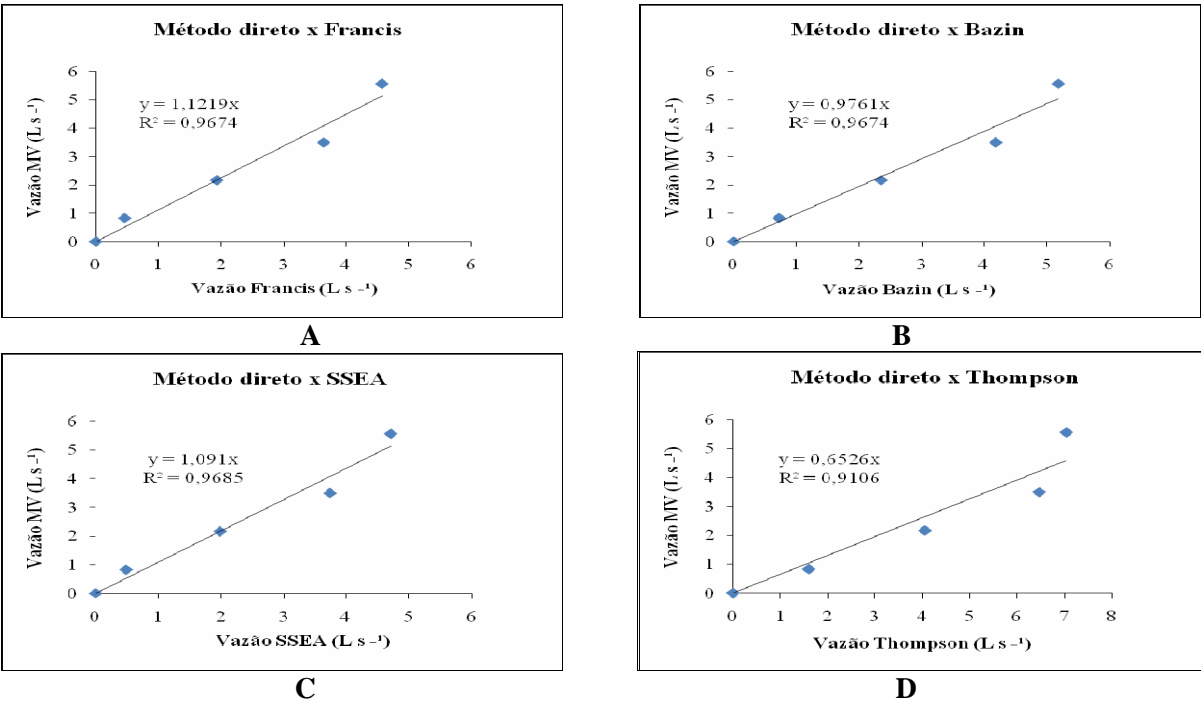 Método direto x Francis
Vazão MV (L s -¹)
6
5
4
3
2
1
0
y = 1,1219x
R² = 0,9674
0 1 2 3 4 5 6
Vazão Francis (L s -¹)
A
Método direto x Bazin
Vazão MV (L s -¹)
6
5
4
3
2
1
0
y = 0,9761x
R² = 0,9674
0 1 2 3 4 5 6
Vazão Bazin (L s -¹)
B
Método direto x SSEA
Vazão MV (L s -¹)
6
5
4
3
2
1
0
y = 1,091x
R² = 0,9685
0 1 2 3 4 5 6
Vazão SSEA (L s -¹)
C
Método direto x Thompson
Vazão MV (L s -¹)
6
5
4
3
2
1
0
y = 0,6526x
R² = 0,9106
0 1 2 3 4 5 6 7 8
Vazão Thompson (L s -¹)
D